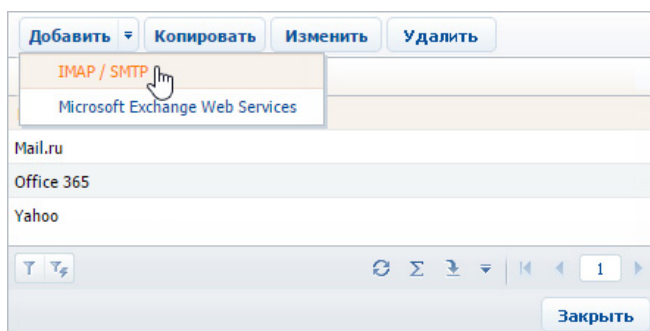 Добавить Копировать Изменить Удалить
IMAP / SMTP
Microsoft Exchange Web Services
Mail.ru
Office 365
Yahoo
1
Закрыть